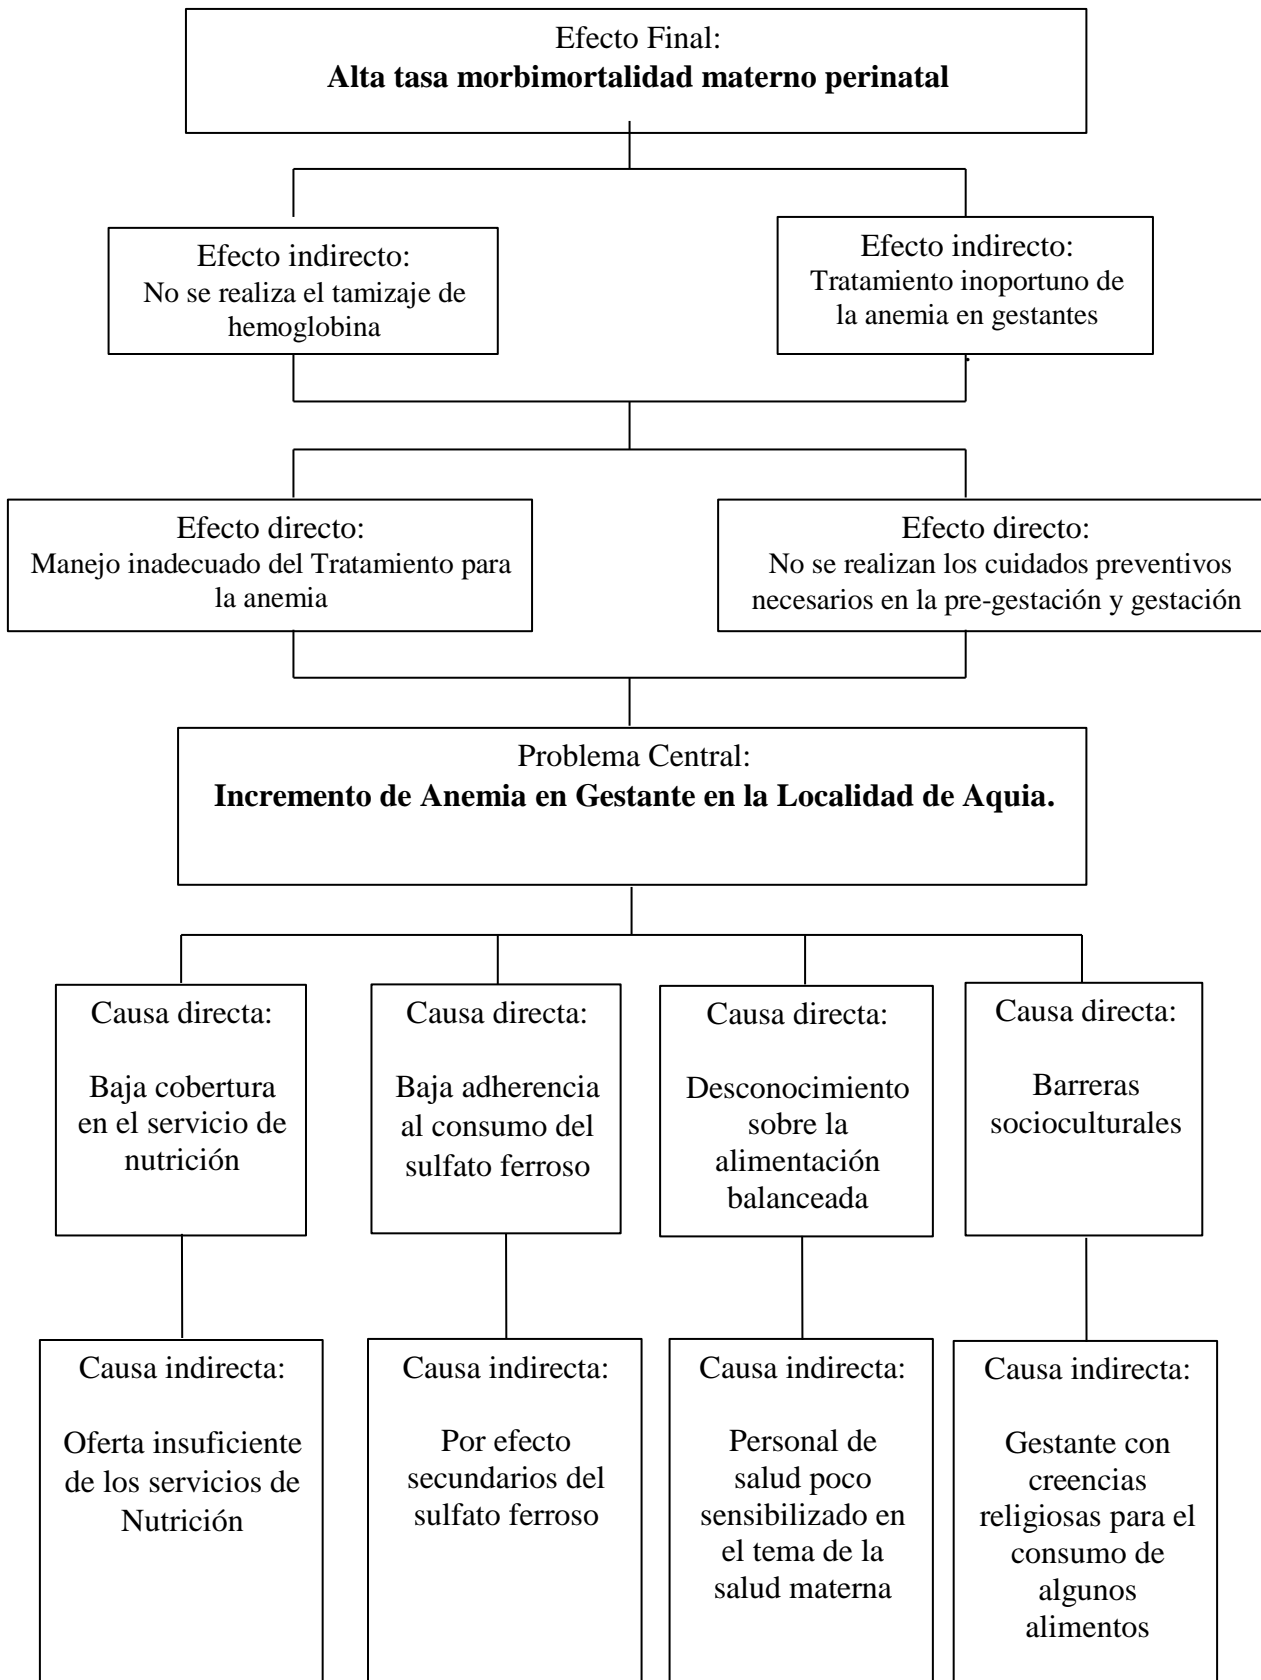 Efecto Final:
Alta tasa morbimortalidad materno perinatal
Efecto indirecto:
No se realiza el tamizaje de
hemoglobina
Efecto indirecto:
Tratamiento inoportuno de
la anemia en gestantes
Efecto directo:
Manejo inadecuado del Tratamiento para
la anemia
Efecto directo:
No se realizan los cuidados preventivos
necesarios en la pre-gestación y gestación
Problema Central:
Incremento de Anemia en Gestante en la Localidad de Aquia.
Causa directa:
Baja cobertura
en el servicio de
nutrición
Causa directa:
Baja adherencia
al consumo del
sulfato ferroso
Causa directa:
Desconocimiento
sobre la
alimentación
balanceada
Causa directa:
Barreras
socioculturales
Causa indirecta:
Oferta insuficiente
de los servicios de
Nutrición
Causa indirecta:
Por efecto
secundarios del
sulfato ferroso
Causa indirecta:
Personal de
salud poco
sensibilizado en
el tema de la
salud materna
Causa indirecta:
Gestante con
creencias
religiosas para el
consumo de
algunos
alimentos